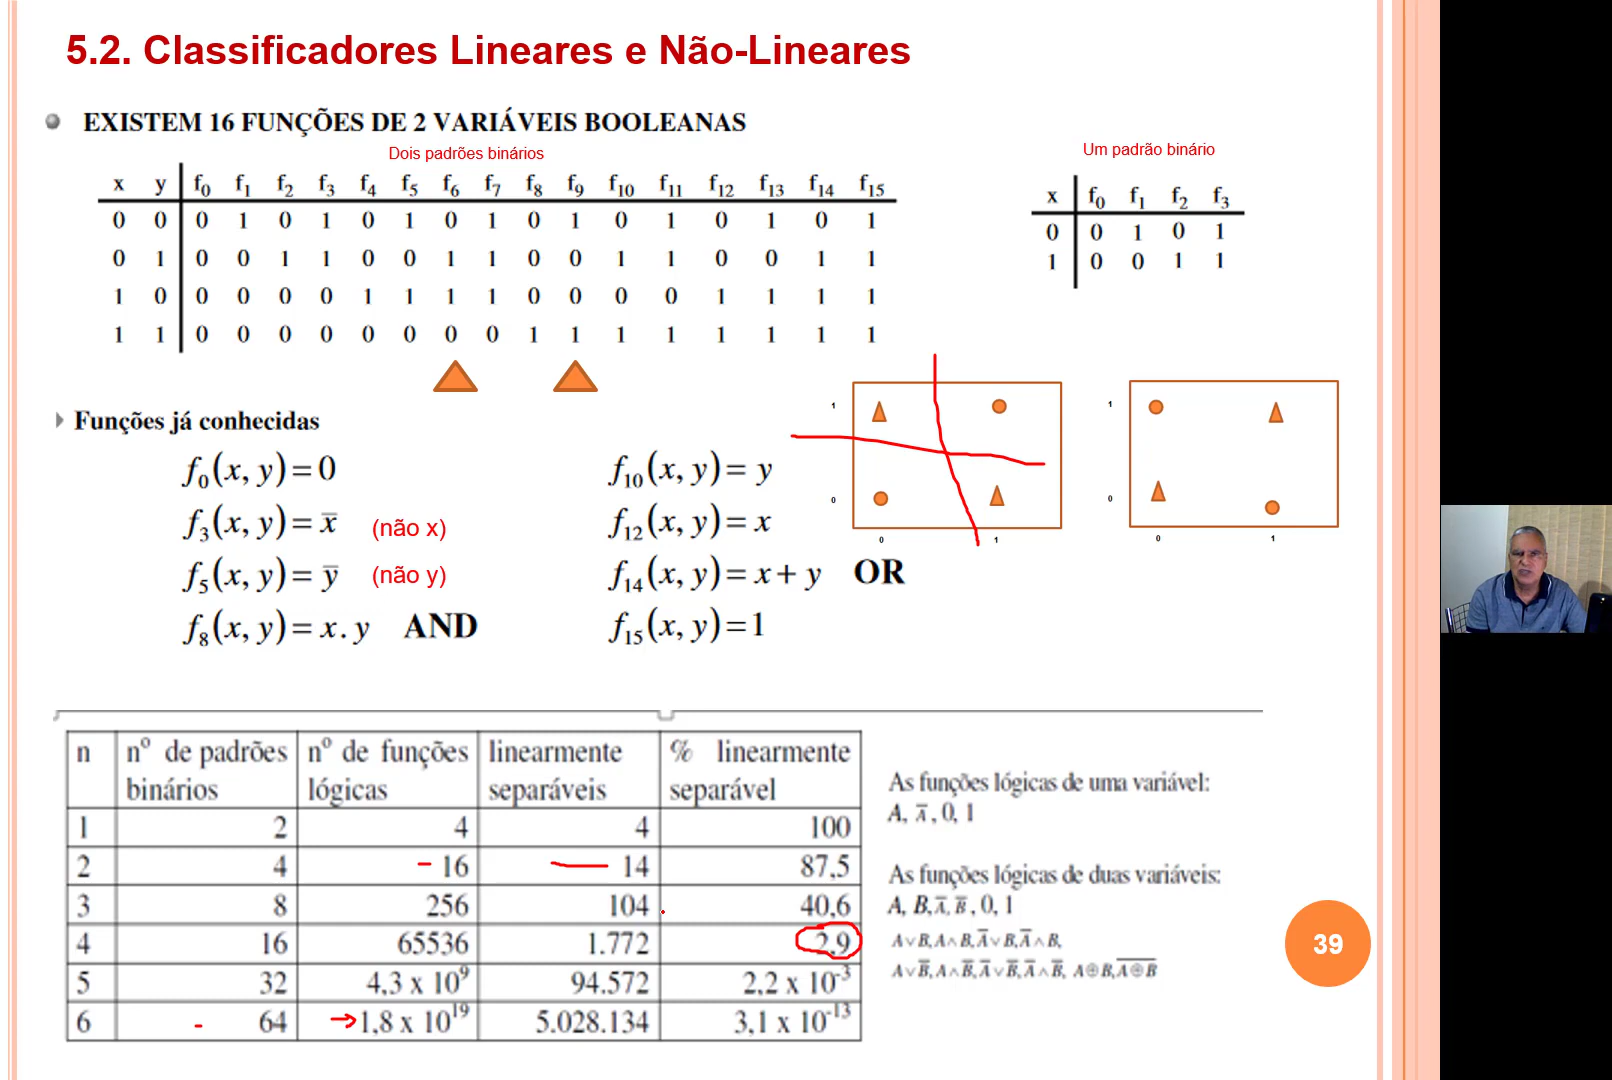 5.2. Classificadores Lineares e Não-Lineares
EXISTEM 16 FUNÇÕES DE 2 VARIÁVEIS BOOLEANAS
Dois padrões binários
x y f0 f1 f2 f3 f4 f5 f6 f7 f8 f9 f10 f11 f12 f13 f14 f15
0 0 0 1 0 1 0 1 0 1 0 1 0 1 0 1 0 1
0 1 0 0 1 1 0 0 1 1 0 0 1 1 0 0 1 1
1 0 0 0 0 0 1 1 1 1 0 0 0 0 1 1 1 1
1 1 0 0 0 0 0 0 0 0 1 1 1 1 1 1 1 1
Um padrão binário
x f0 f1 f2 f3
0 0 1 0 1
1 0 0 1 1
Funções já conhecidas
f0(x, y)=0
f3(x, y)=x̅ (não x)
f5(x, y)=y̅ (não y)
f8(x, y)=x.y AND
f10(x, y)=y
f12(x, y)=x
f14(x, y)=x+y OR
f15(x, y)=1
1
0
0 1
1
0
0 1
n nº de padrões binários nº de funções lógicas linearmente separáveis % linearmente separável
1 2 4 4 100
2 4 16 14 87,5
3 8 256 104 40,6
4 16 65536 1.772 2,9
5 32 4,3 x 10⁹ 94.572 2,2 x 10⁻³
6 64 1,8 x 10¹⁹ 5.028.134 3,1 x 10⁻¹³
As funções lógicas de uma variável:
A, A̅, 0, 1
As funções lógicas de duas variáveis:
A, B, A̅, B̅, 0, 1
A∨B, A∧B, A̅∨B, A̅∧B,
A∨B̅, A∧B̅, A̅∨B̅, A̅∧B̅, A⊕B, A̅⊕̅B̅
39